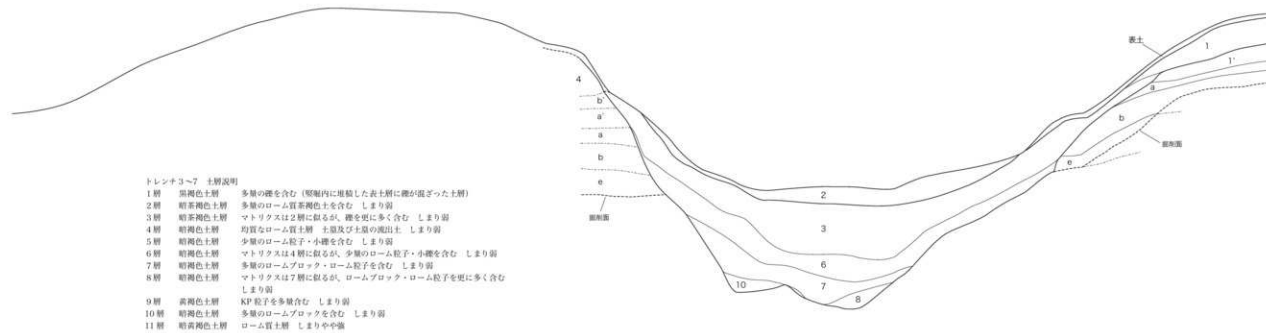 表土
1
1'
4
a
b'
a'
b
a
掘削面
b
e
e
掘削面
2
3
6
7
10
8
トレンチ3〜7 土層説明
1層 黒褐色土層 多量の礫を含む(竪堀内に堆積した表土層に礫が混ざった土層)
2層 暗茶褐色土層 多量のローム質茶褐色土を含む しまり弱
3層 暗茶褐色土層 マトリクスは2層に似るが、礫を更に多く含む しまり弱
4層 暗褐色土層 均質なローム質土層 土塁及び土塁の流出土 しまり弱
5層 暗褐色土層 少量のローム粒子・小礫を含む しまり弱
6層 暗褐色土層 マトリクスは4層に似るが、少量のローム粒子・小礫を含む しまり弱
7層 暗褐色土層 多量のロームブロック・ローム粒子を含む しまり弱
8層 暗褐色土層 マトリクスは7層に似るが、ロームブロック・ローム粒子を更に多く含む
しまり弱
9層 黄褐色土層 KP粒子を多量含む しまり弱
10層 暗褐色土層 多量のロームブロックを含む しまり弱
11層 暗黄褐色土層 ローム質土層 しまりやや強